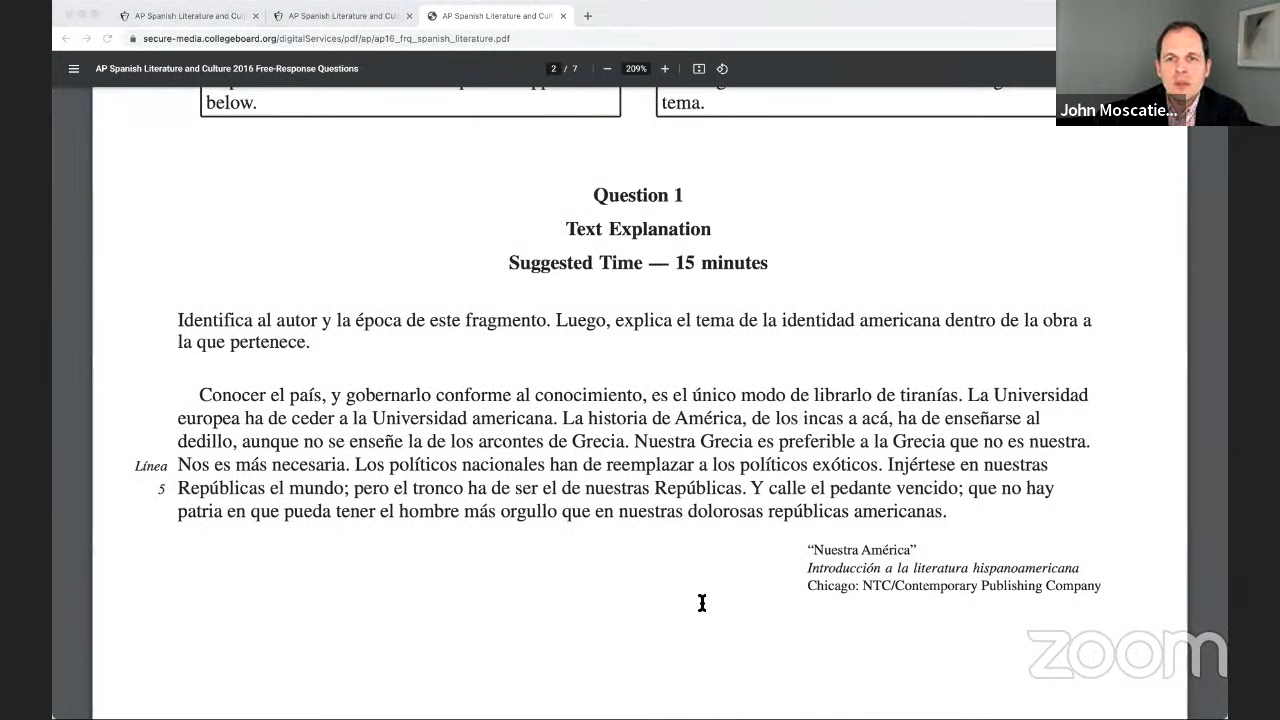 AP Spanish Literature and Cul
AP Spanish Literature and Cul
AP Spanish Literature and Cul
secure-media.collegeboard.org/digitalServices/pdf/ap/ap16_frq_spanish_literature.pdf
AP Spanish Literature and Culture 2016 Free-Response Questions
2 / 7
209%
below.
tema.
John Moscatie...
Question 1
Text Explanation
Suggested Time — 15 minutes
Identifica al autor y la época de este fragmento. Luego, explica el tema de la identidad americana dentro de la obra a
la que pertenece.
Conocer el país, y gobernarlo conforme al conocimiento, es el único modo de librarlo de tiranías. La Universidad
europea ha de ceder a la Universidad americana. La historia de América, de los incas a acá, ha de enseñarse al
dedillo, aunque no se enseñe la de los arcontes de Grecia. Nuestra Grecia es preferible a la Grecia que no es nuestra.
Línea Nos es más necesaria. Los políticos nacionales han de reemplazar a los políticos exóticos. Injértese en nuestras
5 Repúblicas el mundo; pero el tronco ha de ser el de nuestras Repúblicas. Y calle el pedante vencido; que no hay
patria en que pueda tener el hombre más orgullo que en nuestras dolorosas repúblicas americanas.
“Nuestra América”
Introducción a la literatura hispanoamericana
Chicago: NTC/Contemporary Publishing Company
zoom